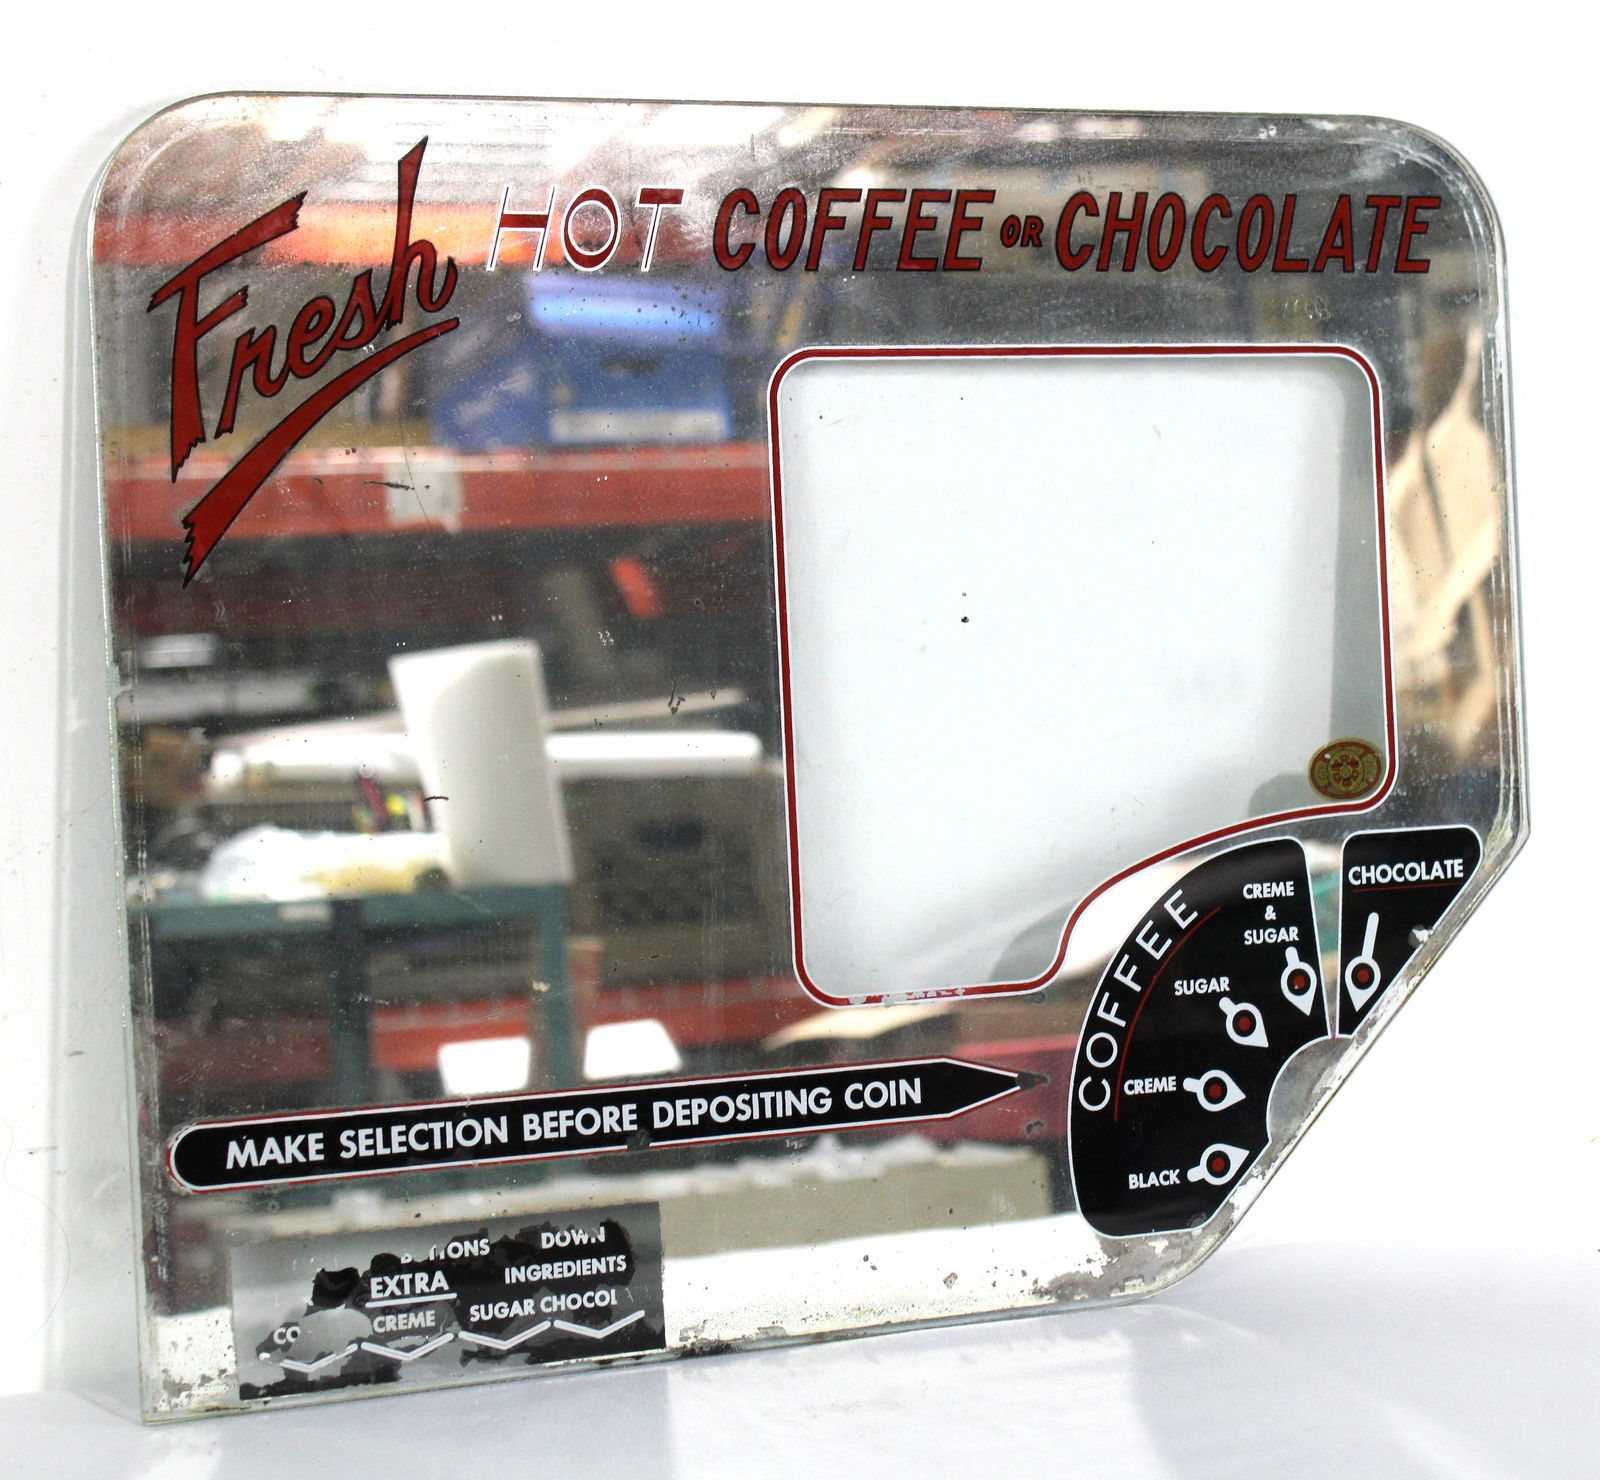 Fresh HOT COFFEE OR CHOCOLATE
CHOCOLATE
COFFEE
CREME
&
SUGAR
SUGAR
CREME
BLACK
MAKE SELECTION BEFORE DEPOSITING COIN
DOWN
EXTRA INGREDIENTS
CREME SUGAR